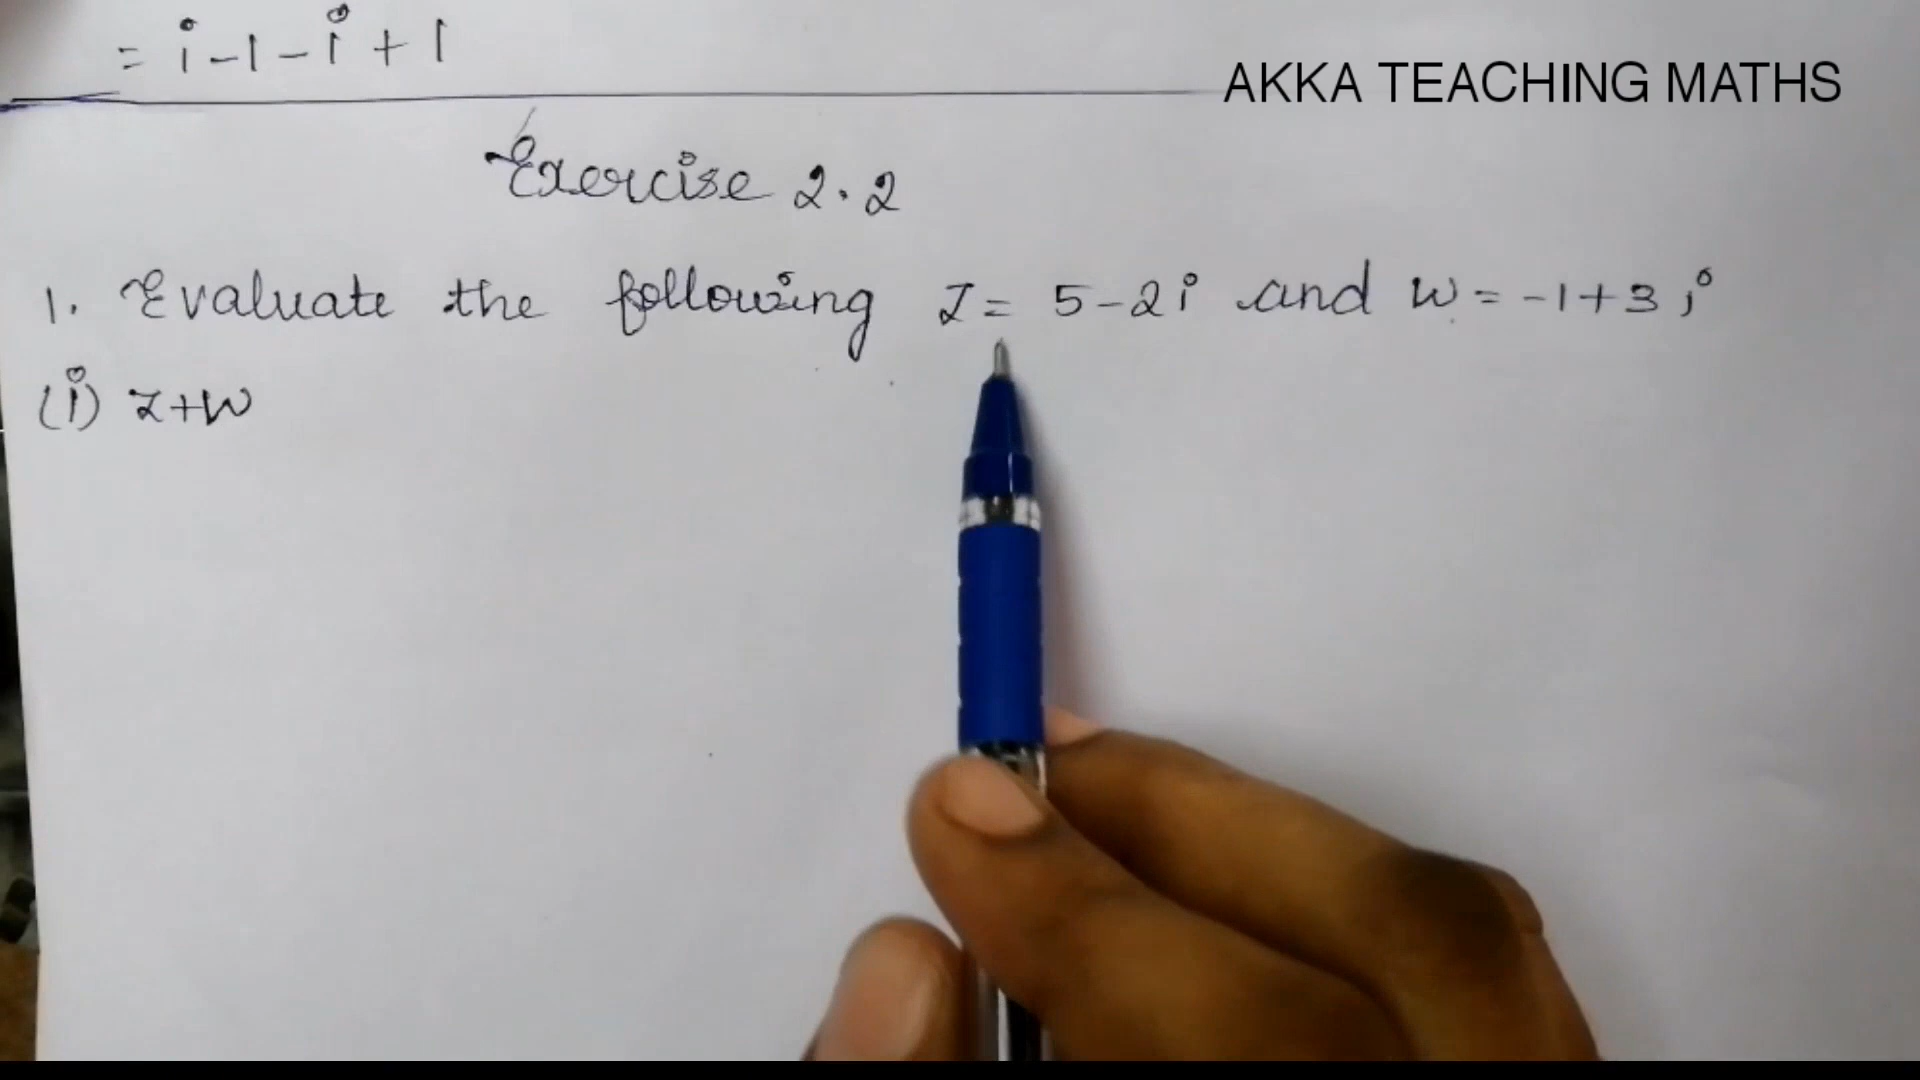 = i - 1 - i + 1
AKKA TEACHING MATHS
Exercise 2.2
1. Evaluate the following z = 5 - 2i and w = -1 + 3i
(i) z + w